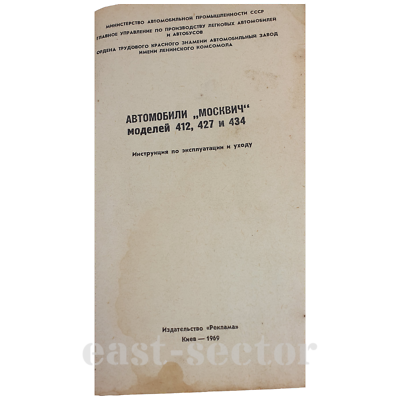 МИНИСТЕРСТВО АВТОМОБИЛЬНОЙ ПРОМЫШЛЕННОСТИ СССР
ГЛАВНОЕ УПРАВЛЕНИЕ ПО ПРОИЗВОДСТВУ ЛЕГКОВЫХ АВТОМОБИЛЕЙ
И АВТОБУСОВ
ОРДЕНА ТРУДОВОГО КРАСНОГО ЗНАМЕНИ АВТОМОБИЛЬНЫЙ ЗАВОД
ИМЕНИ ЛЕНИНСКОГО КОМСОМОЛА
АВТОМОБИЛИ „МОСКВИЧ“
моделей 412, 427 и 434
Инструкция по эксплуатации и уходу
Издательство «Реклама»
Киев — 1969
east-sector